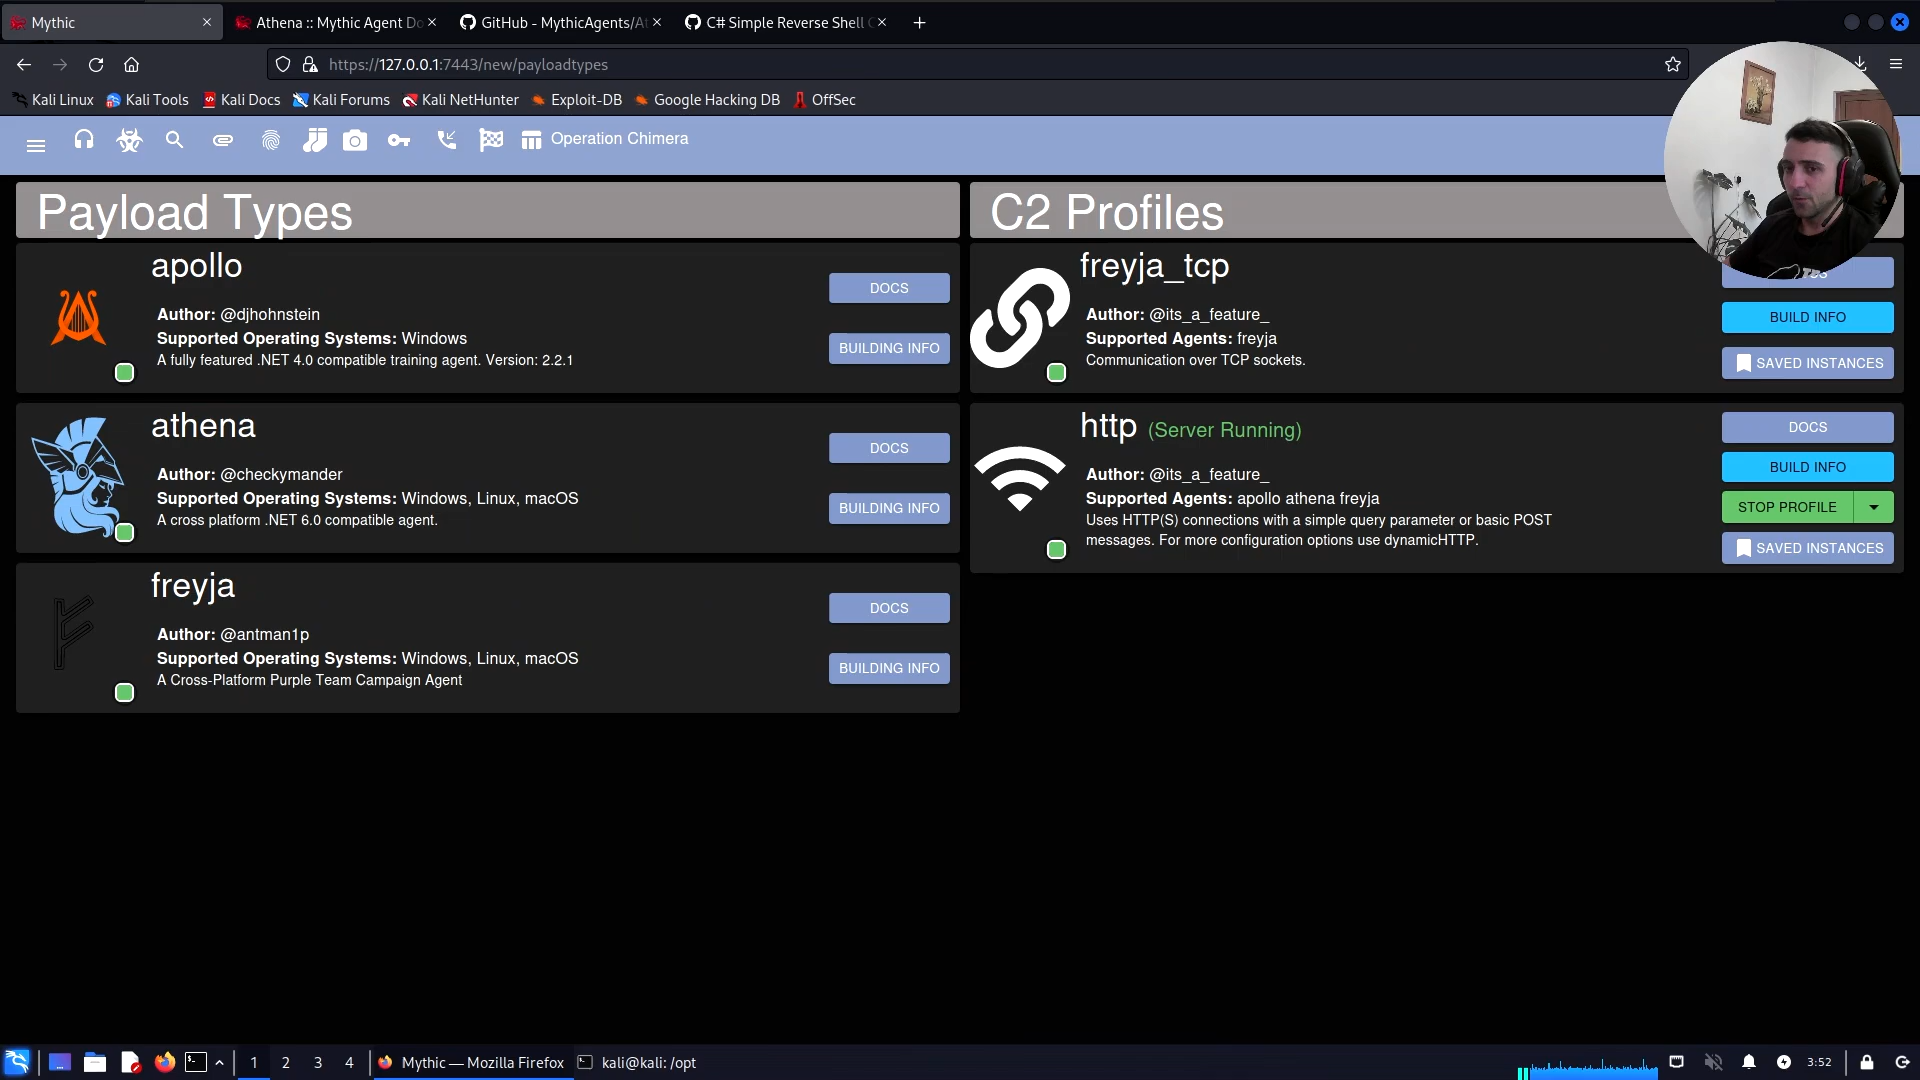 Mythic
Athena :: Mythic Agent Do
GitHub - MythicAgents/At
C# Simple Reverse Shell C
https://127.0.0.1:7443/new/payloadtypes
Kali Linux
Kali Tools
Kali Docs
Kali Forums
Kali NetHunter
Exploit-DB
Google Hacking DB
OffSec
Operation Chimera
Payload Types
apollo
Author: @djhohnstein
Supported Operating Systems: Windows
A fully featured .NET 4.0 compatible training agent. Version: 2.2.1
DOCS
BUILDING INFO
athena
Author: @checkymander
Supported Operating Systems: Windows, Linux, macOS
A cross platform .NET 6.0 compatible agent.
DOCS
BUILDING INFO
freyja
Author: @antman1p
Supported Operating Systems: Windows, Linux, macOS
A Cross-Platform Purple Team Campaign Agent
DOCS
BUILDING INFO
C2 Profiles
freyja_tcp
Author: @its_a_feature_
Supported Agents: freyja
Communication over TCP sockets.
BUILD INFO
SAVED INSTANCES
http (Server Running)
Author: @its_a_feature_
Supported Agents: apollo athena freyja
Uses HTTP(S) connections with a simple query parameter or basic POST
messages. For more configuration options use dynamicHTTP.
DOCS
BUILD INFO
STOP PROFILE
SAVED INSTANCES
1
2
3
4
Mythic — Mozilla Firefox
kali@kali: /opt
3:52